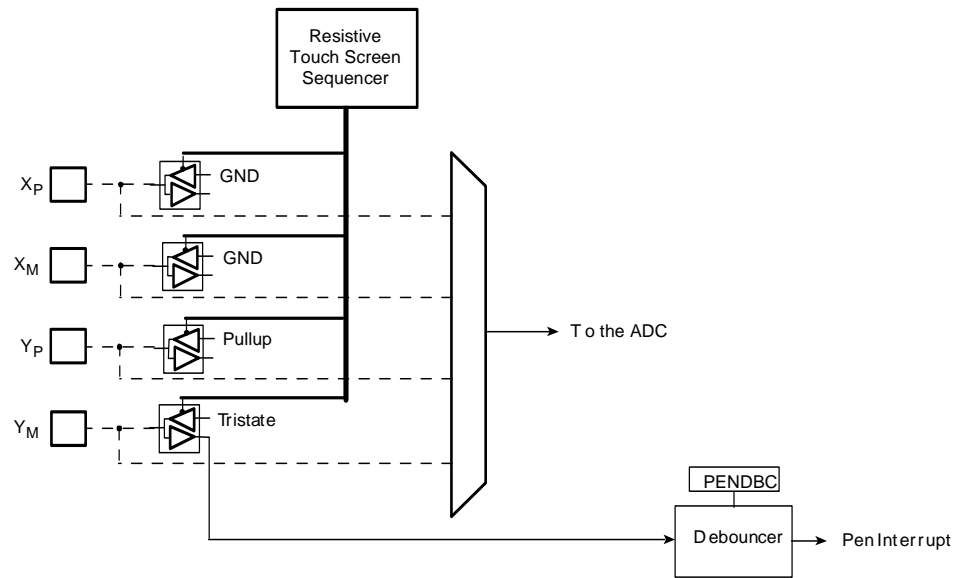 Resistive
Touch Screen
Sequencer
XP
GND
XM
GND
YP
Pullup
To the ADC
YM
Tristate
PENDBC
Debouncer
Pen Interrupt